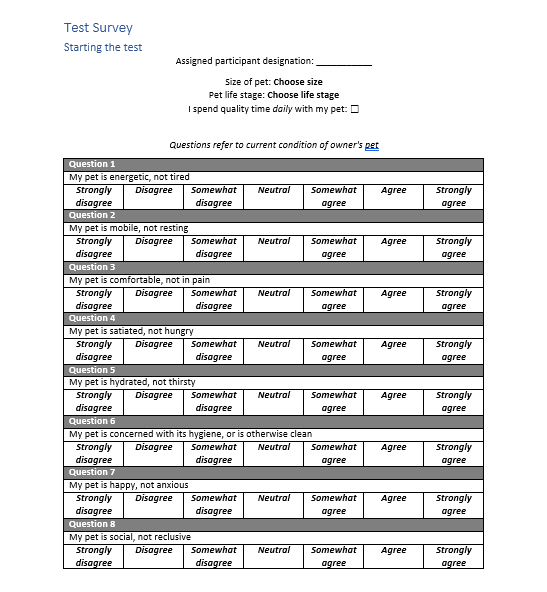 Test Survey
Starting the test
Assigned participant designation: ___________
Size of pet: Choose size
Pet life stage: Choose life stage
I spend quality time daily with my pet: ☐
Questions refer to current condition of owner's pet
Question 1
My pet is energetic, not tired
Strongly disagree Disagree Somewhat disagree Neutral Somewhat agree Agree Strongly agree
Question 2
My pet is mobile, not resting
Strongly disagree Disagree Somewhat disagree Neutral Somewhat agree Agree Strongly agree
Question 3
My pet is comfortable, not in pain
Strongly disagree Disagree Somewhat disagree Neutral Somewhat agree Agree Strongly agree
Question 4
My pet is satiated, not hungry
Strongly disagree Disagree Somewhat disagree Neutral Somewhat agree Agree Strongly agree
Question 5
My pet is hydrated, not thirsty
Strongly disagree Disagree Somewhat disagree Neutral Somewhat agree Agree Strongly agree
Question 6
My pet is concerned with its hygiene, or is otherwise clean
Strongly disagree Disagree Somewhat disagree Neutral Somewhat agree Agree Strongly agree
Question 7
My pet is happy, not anxious
Strongly disagree Disagree Somewhat disagree Neutral Somewhat agree Agree Strongly agree
Question 8
My pet is social, not reclusive
Strongly disagree Disagree Somewhat disagree Neutral Somewhat agree Agree Strongly agree